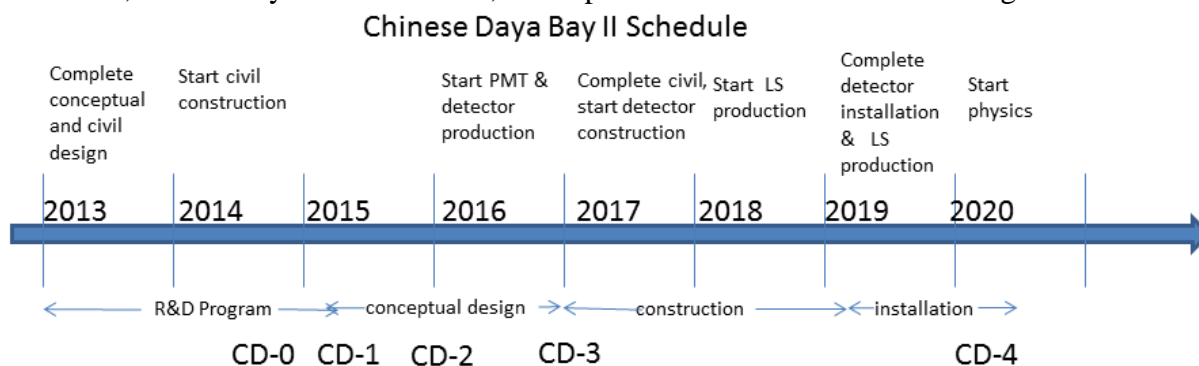 Chinese Daya Bay II Schedule
Complete
conceptual
and civil
design
Start civil
construction
Start PMT &
detector
production
Complete civil,
start detector
construction
Start LS
production
Complete
detector
installation
& LS
production
Start
physics
2013 2014 2015 2016 2017 2018 2019 2020
R&D Program conceptual design construction installation
CD-0 CD-1 CD-2 CD-3 CD-4